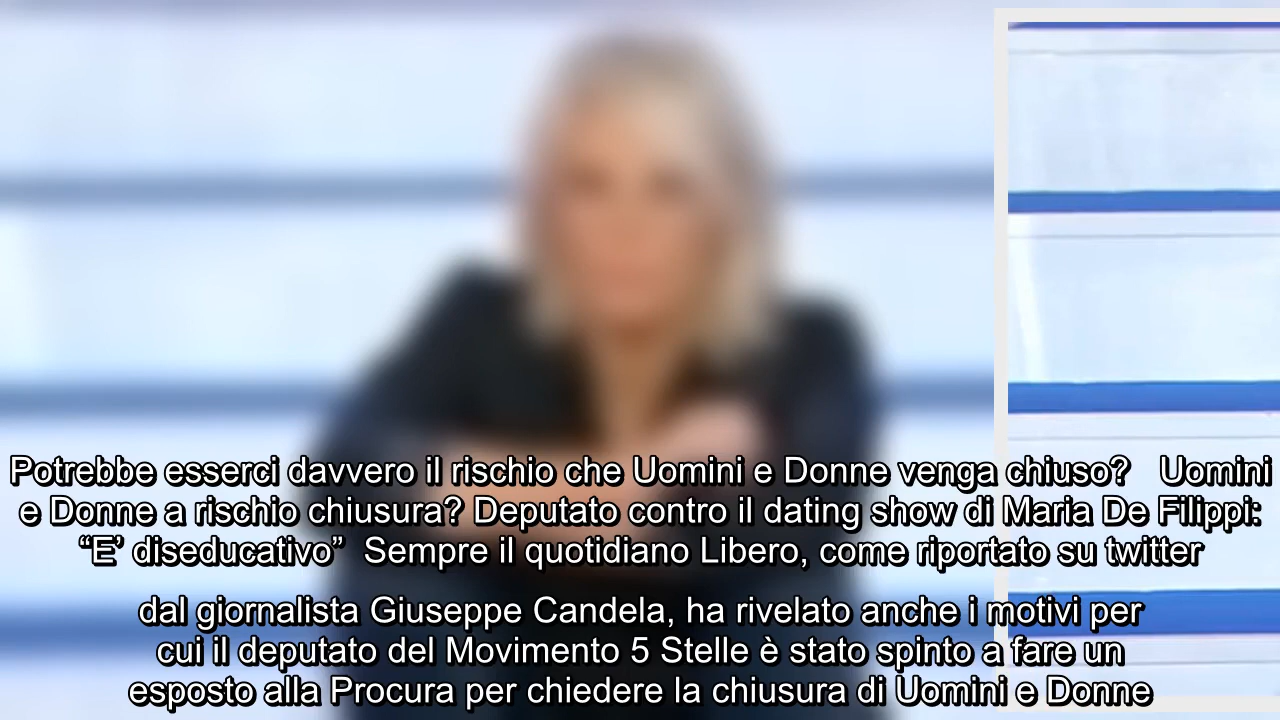 Potrebbe esserci davvero il rischio che Uomini e Donne venga chiuso?   Uomini
e Donne a rischio chiusura? Deputato contro il dating show di Maria De Filippi:
“E’ diseducativo”  Sempre il quotidiano Libero, come riportato su twitter
dal giornalista Giuseppe Candela, ha rivelato anche i motivi per
cui il deputato del Movimento 5 Stelle è stato spinto a fare un
esposto alla Procura per chiedere la chiusura di Uomini e Donne